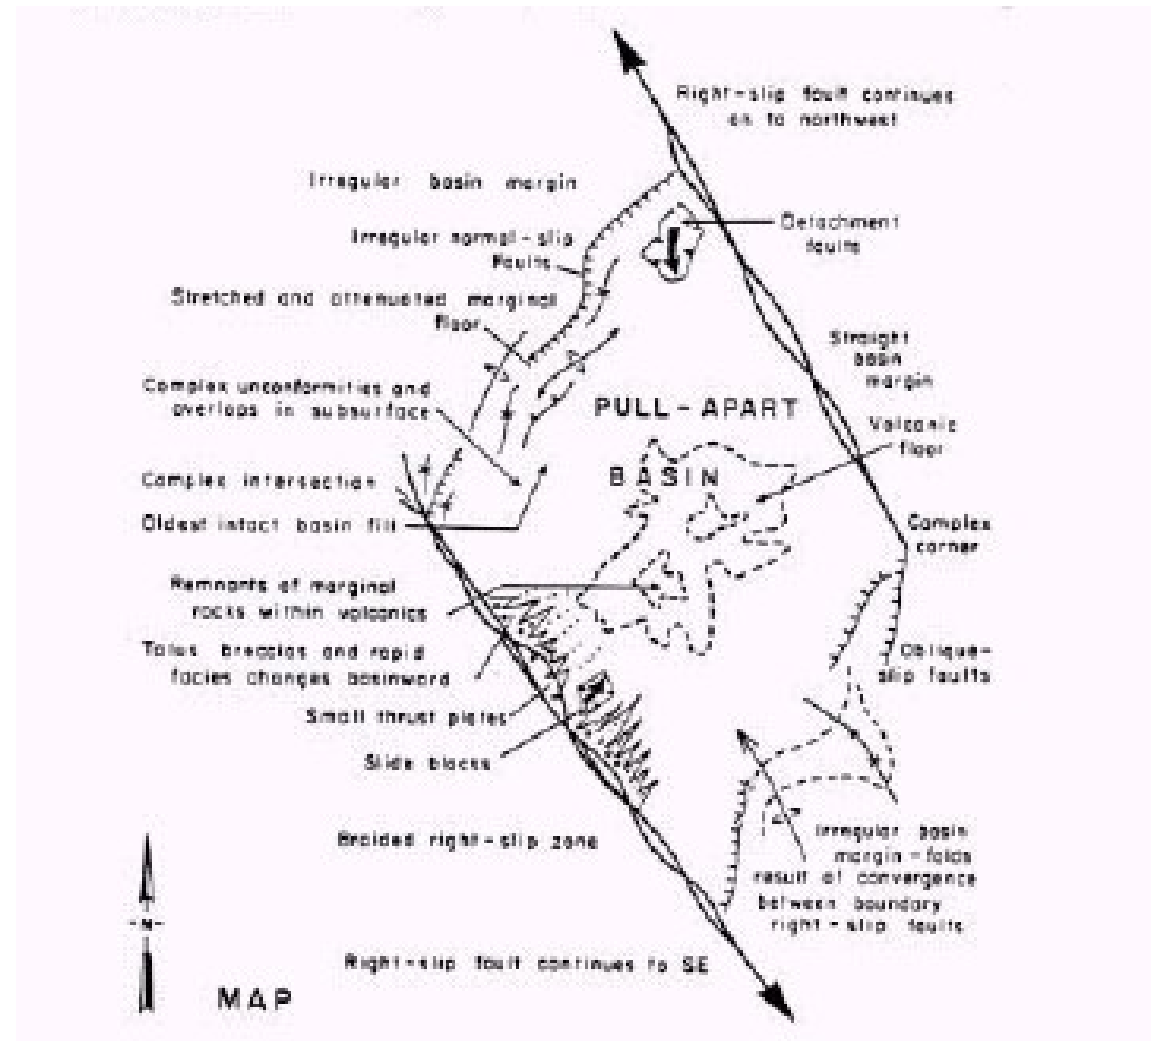 Right-slip fault continues
on to northwest
Irregular basin margin
Detachment
faults
Irregular normal-slip
faults
Stretched and attenuated marginal
floor
Straight
basin
margin
Complex unconformities and
overlaps in subsurface
PULL-APART
BASIN
Volcanic
floor
Complex intersection
Oldest intact basin fill
Complex
corner
Remnants of marginal
rocks within volcanics
Talus breccias and rapid
facies changes basinward
Oblique-
slip faults
Small thrust plates
Slide blocks
Braided right-slip zone
Irregular basin
margin-folds
result of convergence
between boundary
right-slip faults
Right-slip fault continues to SE
-N-
MAP